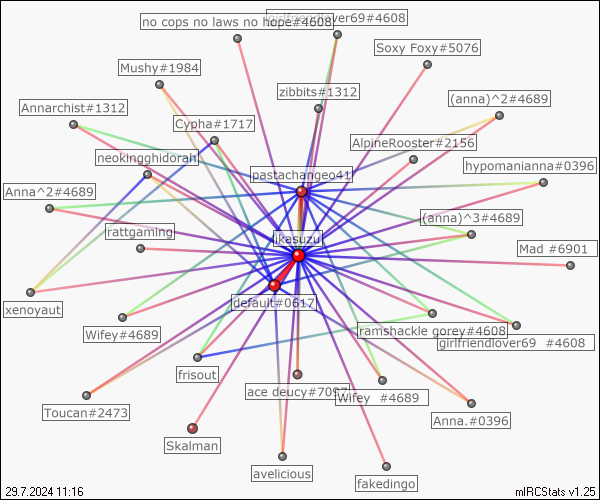 no cops no laws no hope#4608
girlfriendlover69#4608
Soxy Foxy#5076
Mushy#1984
zibbits#1312
(anna)^2#4689
Annarchist#1312
Cypha#1717
AlpineRooster#2156
neokingghidorah
hypomanianna#0396
pastachangeo41
Anna^2#4689
(anna)^3#4689
rattgaming
ikasuzu
Mad #6901
default#0617
xenoyaut
Wifey#4689
ramshackle gorey#4608
girlfriendlover69 #4608
frisout
ace deucy#7097
Wifey #4689
Toucan#2473
Anna.#0396
Skalman
avelicious
fakedingo
29.7.2024 11:16
mIRCStats v1.25